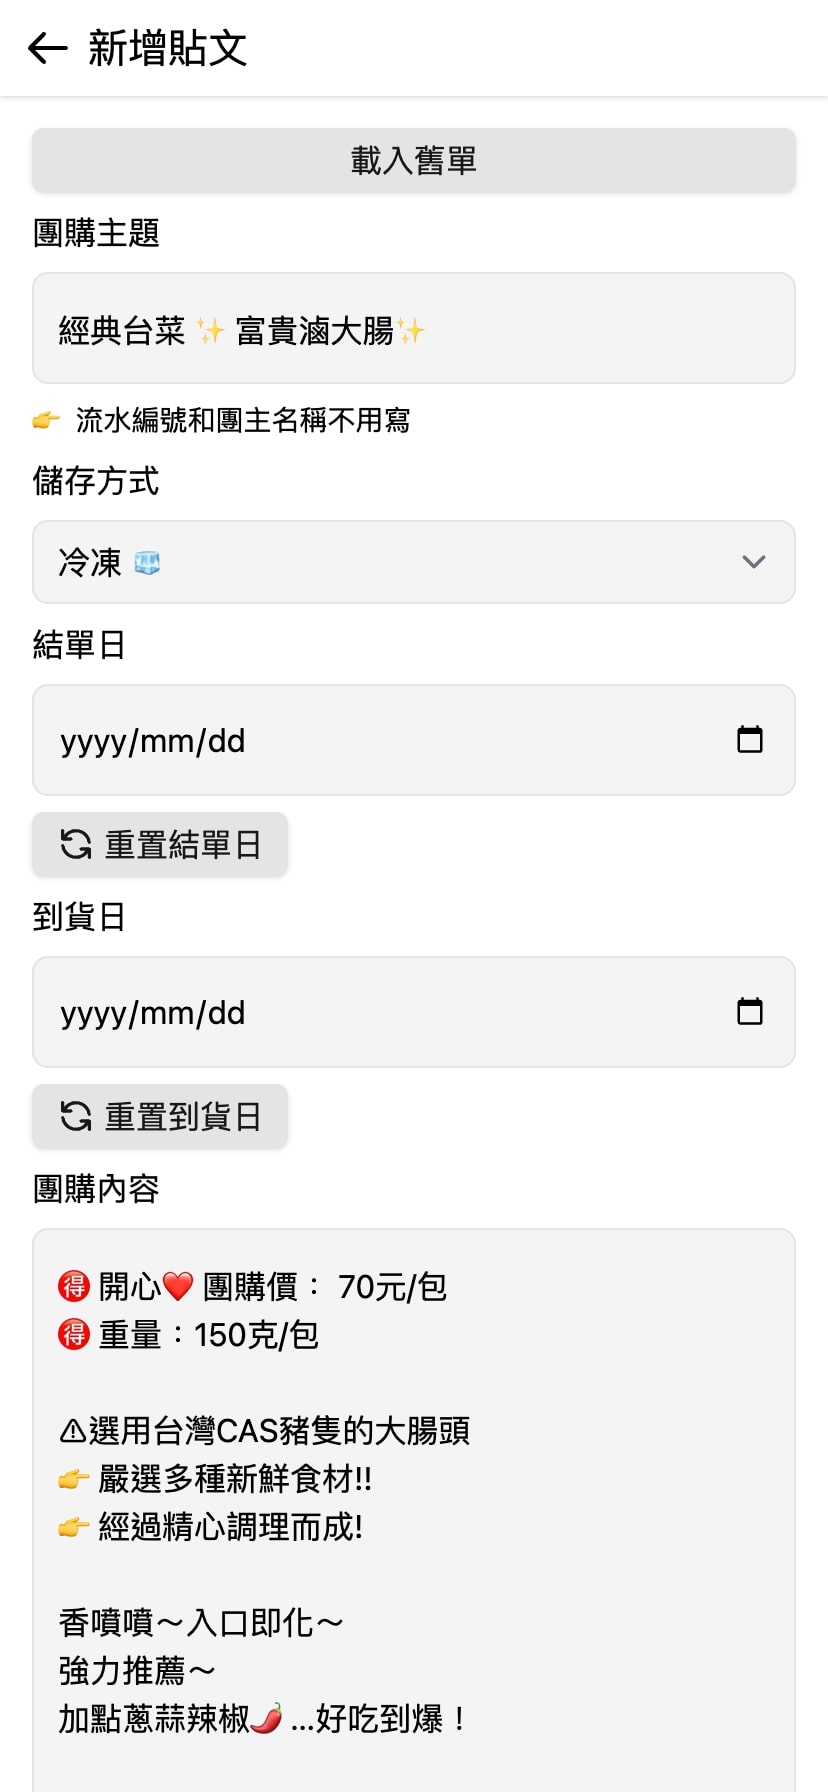 新增貼文
載入舊單
團購主題
經典台菜 ✨ 富貴滷大腸✨
👉 流水編號和團主名稱不用寫
儲存方式
冷凍 🧊
結單日
yyyy/mm/dd
重置結單日
到貨日
yyyy/mm/dd
重置到貨日
團購內容
🉐 開心❤️ 團購價： 70元/包
🉐 重量：150克/包
⚠選用台灣CAS豬隻的大腸頭
👉 嚴選多種新鮮食材!!
👉 經過精心調理而成!
香噴噴～入口即化～
強力推薦～
加點蔥蒜辣椒🌶️ ...好吃到爆！